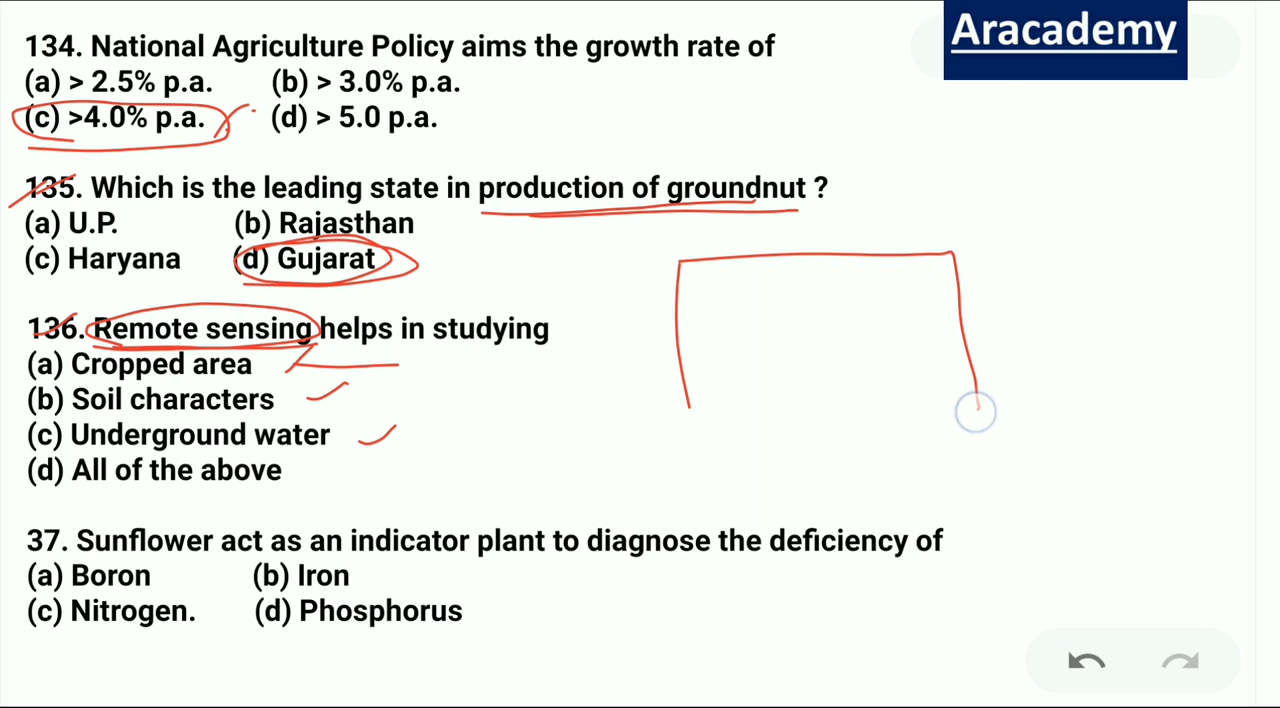 Aracademy
134. National Agriculture Policy aims the growth rate of
(a) > 2.5% p.a. (b) > 3.0% p.a.
(c) >4.0% p.a. (d) > 5.0 p.a.
135. Which is the leading state in production of groundnut ?
(a) U.P. (b) Rajasthan
(c) Haryana (d) Gujarat
136. Remote sensing helps in studying
(a) Cropped area
(b) Soil characters
(c) Underground water
(d) All of the above
37. Sunflower act as an indicator plant to diagnose the deficiency of
(a) Boron (b) Iron
(c) Nitrogen. (d) Phosphorus